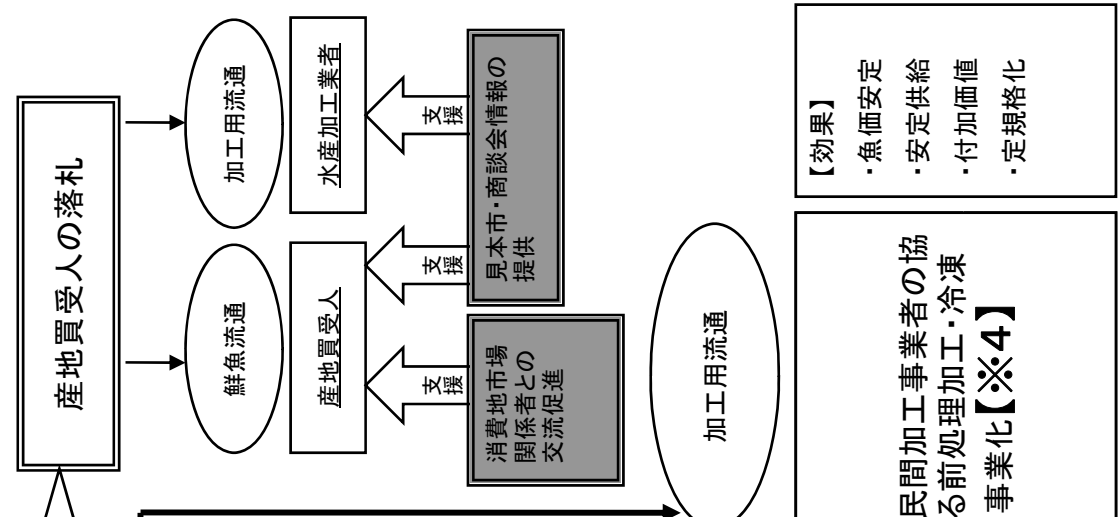 産地買受人の落札
鮮魚流通
加工用流通
産地買受人
水産加工業者
支援
支援
支援
消費地市場
関係者との
交流促進
見本市・商談会情報の
提供
加工用流通
民間加工事業者の協
る前処理加工・冷凍
事業化【※4】
【効果】
・魚価安定
・安定供給
・付加価値
・定規格化